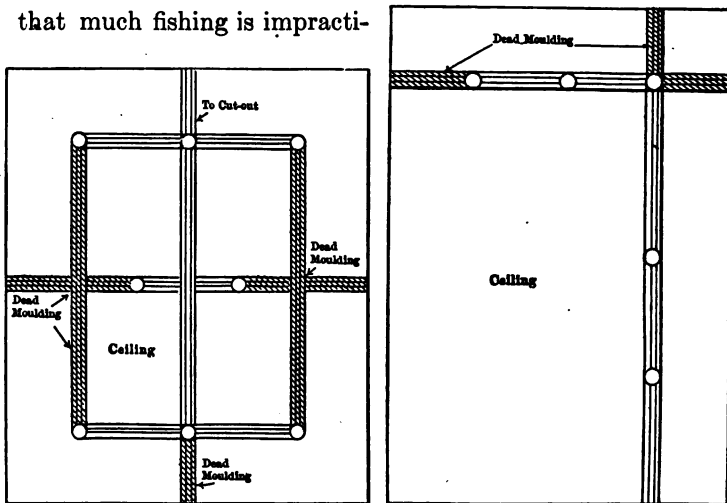 that much fishing is impracti-
To Cut-out
Dead
Moulding
Dead
Moulding
Ceiling
Dead
Moulding
Dead Moulding
Ceiling